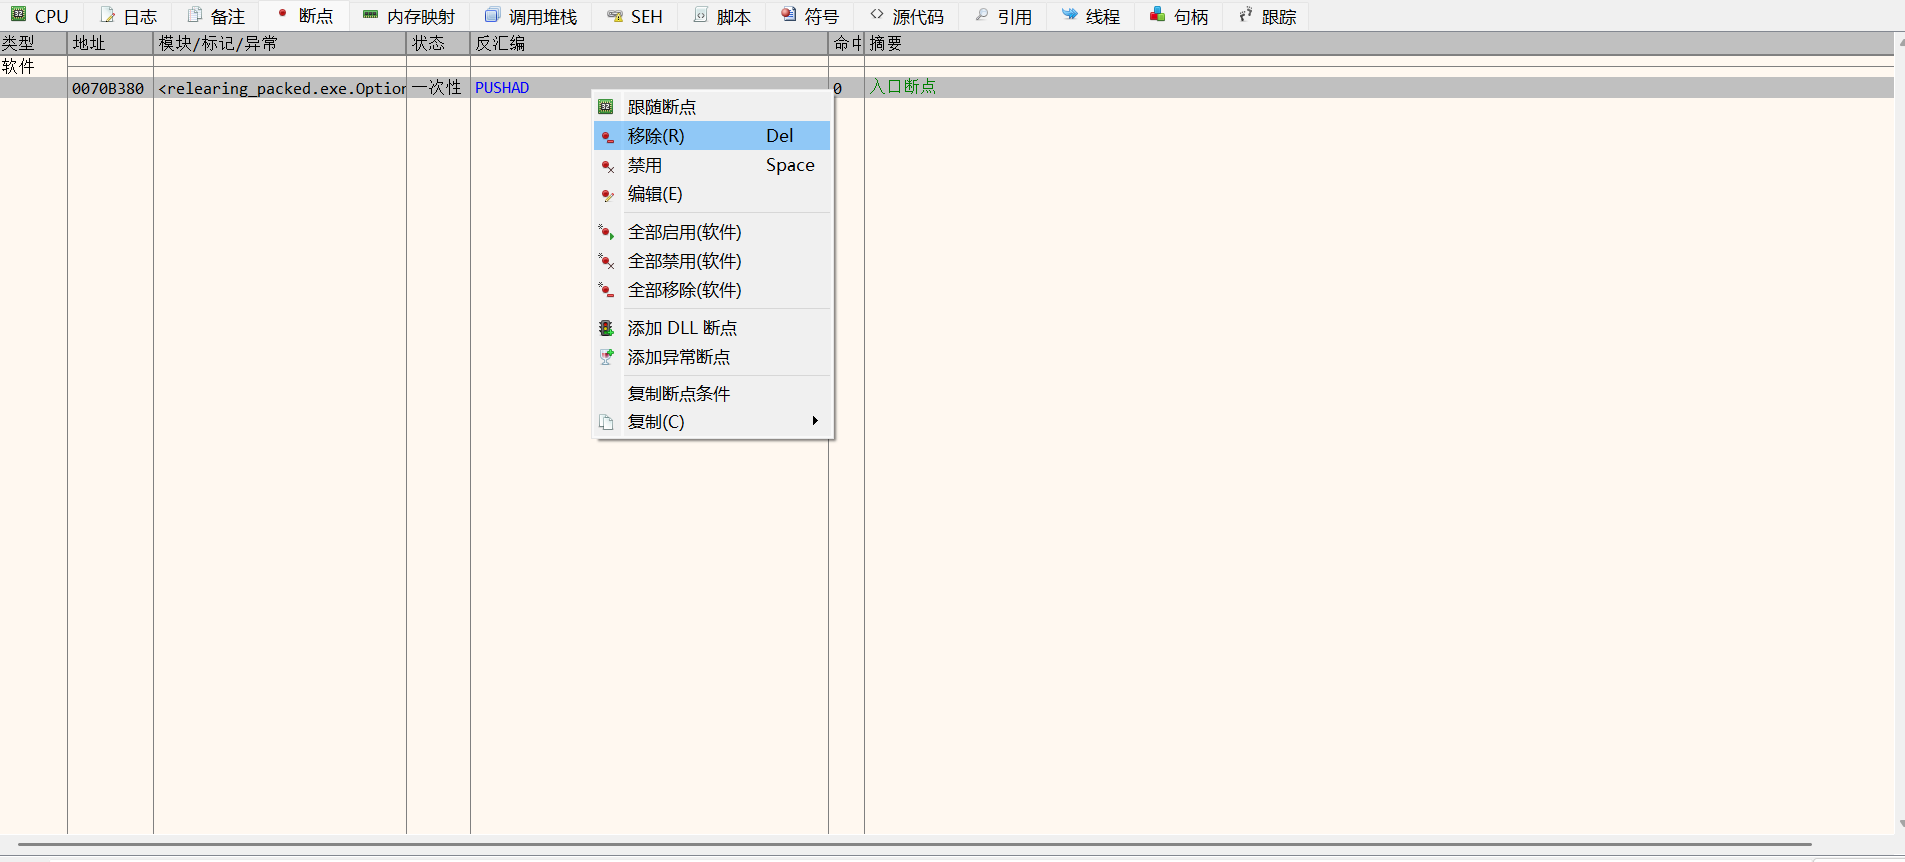 CPU 日志 备注 断点 内存映射 调用堆栈 SEH 脚本 符号 源代码 引用 线程 句柄 跟踪
类型 地址 模块/标记/异常 状态 反汇编 命中 摘要
软件
0070B380 <relearing_packed.exe.Option 一次性 PUSHAD 0 入口断点
跟随断点
移除(R) Del
禁用 Space
编辑(E)
全部启用(软件)
全部禁用(软件)
全部移除(软件)
添加 DLL 断点
添加异常断点
复制断点条件
复制(C)